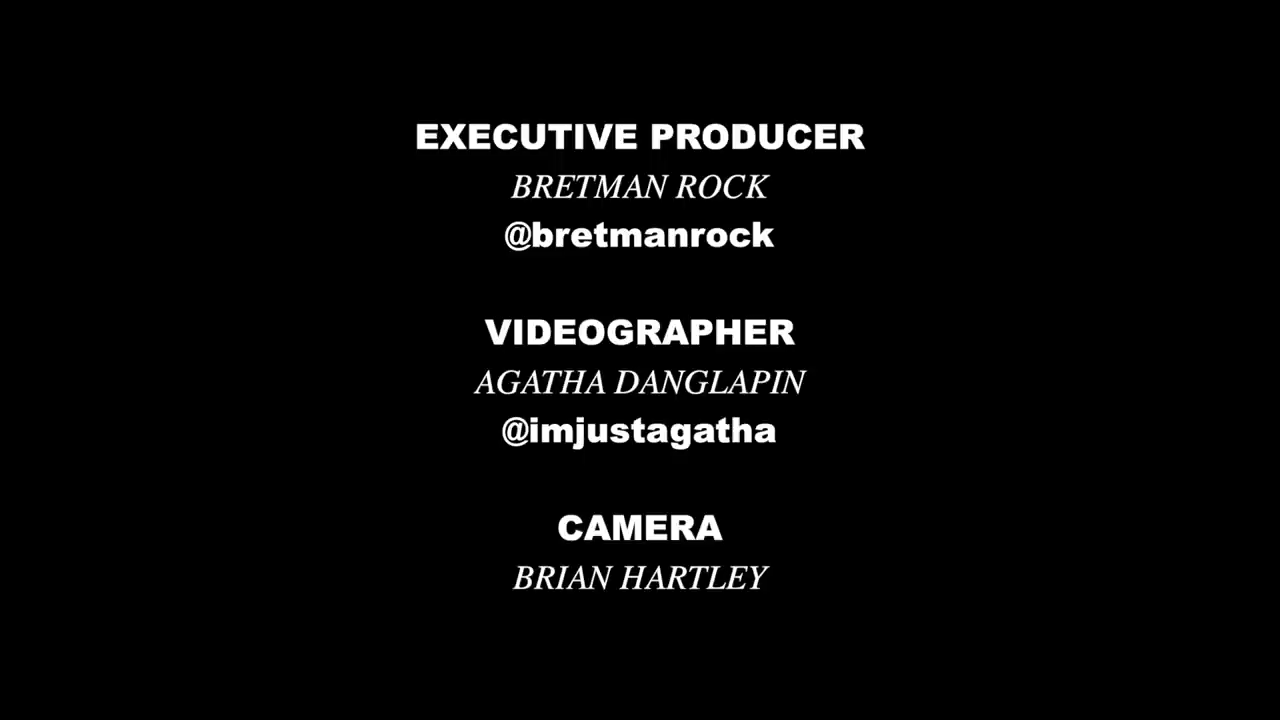 EXECUTIVE PRODUCER
BRETMAN ROCK
@bretmanrock
VIDEOGRAPHER
AGATHA DANGLAPIN
@imjustagatha
CAMERA
BRIAN HARTLEY